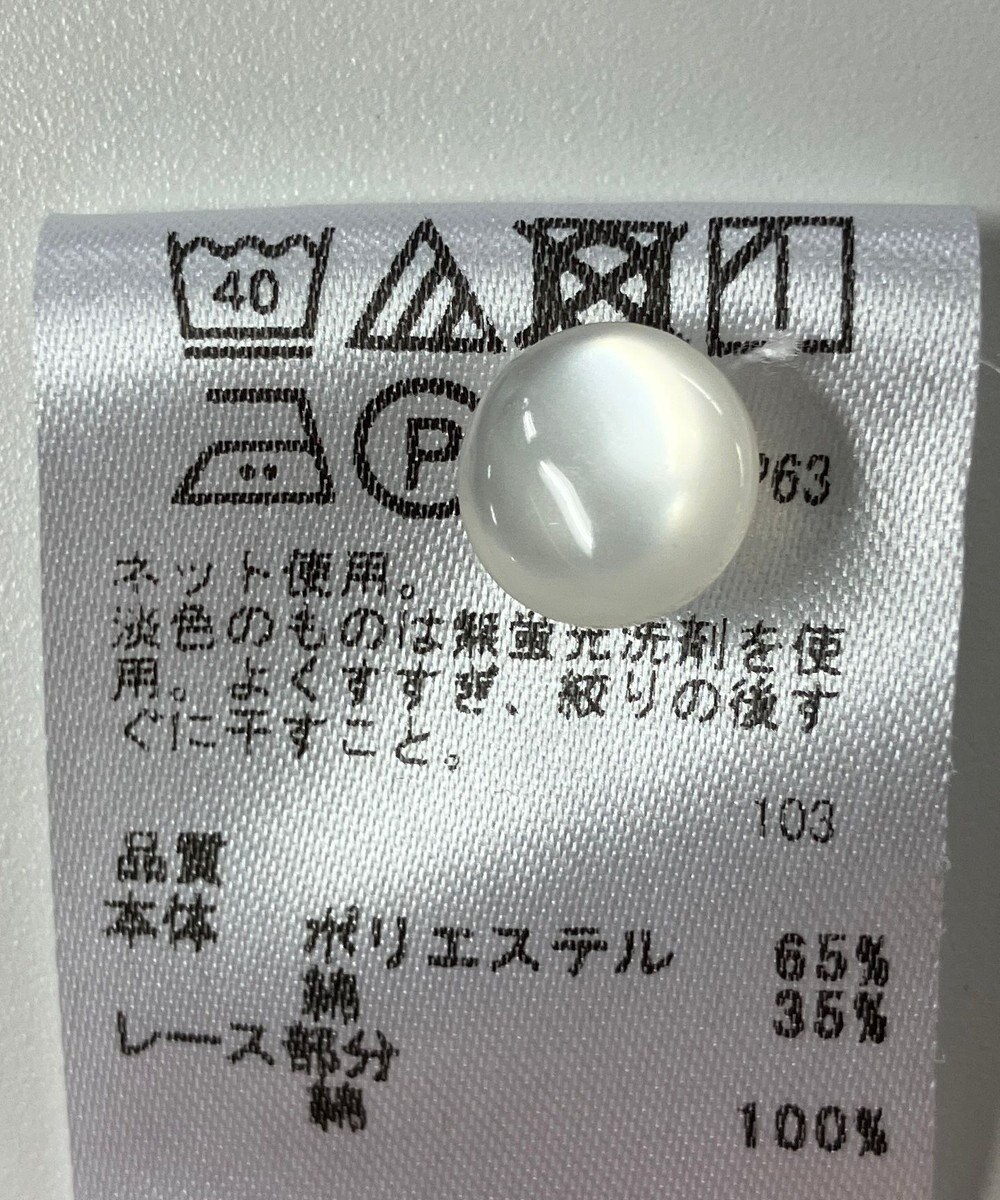 40
P
63
ネット使用。
淡色のものは無蛍光洗剤を使
用。よくすすぎ、絞りの後す
ぐに干すこと。
103
品質
本体 ポリエステル 65%
綿 35%
レース部分
綿 100%